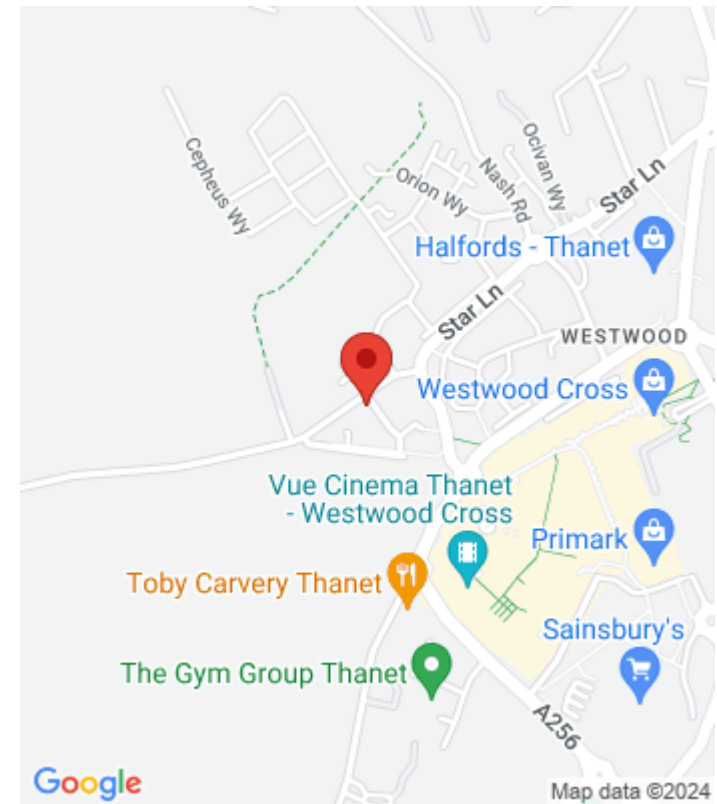 Cepheus Wy
Orion Wy
Nash Rd
Ocivan Wy
Star Ln
Halfords - Thanet
Star Ln
WESTWOOD
Westwood Cross
Vue Cinema Thanet
- Westwood Cross
Primark
Toby Carvery Thanet
Sainsbury's
The Gym Group Thanet
A256
Google
Map data ©2024